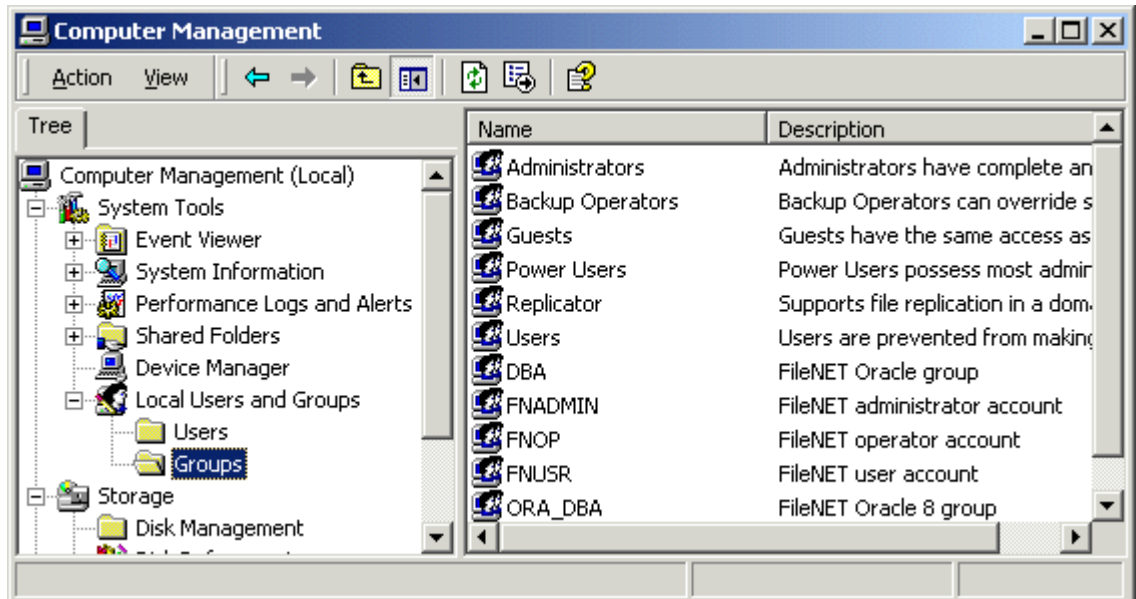 Computer Management
Action View
Tree
Computer Management (Local)
System Tools
Event Viewer
System Information
Performance Logs and Alerts
Shared Folders
Device Manager
Local Users and Groups
Users
Groups
Storage
Disk Management
Name Description
Administrators Administrators have complete an
Backup Operators Backup Operators can override s
Guests Guests have the same access as
Power Users Power Users possess most admin
Replicator Supports file replication in a dom
Users Users are prevented from making
DBA FileNET Oracle group
FNADMIN FileNET administrator account
FNOP FileNET operator account
FNUSR FileNET user account
ORA_DBA FileNET Oracle 8 group